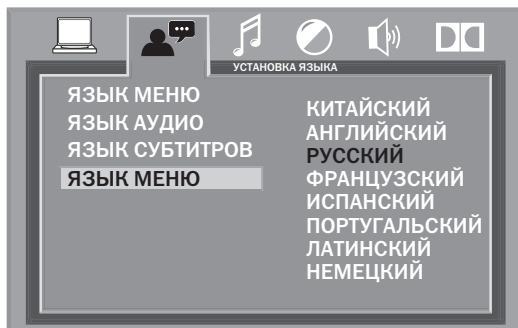 УСТАНОВКА ЯЗЫКА
ЯЗЫК МЕНЮ
ЯЗЫК АУДИО
ЯЗЫК СУБТИТРОВ
ЯЗЫК МЕНЮ
КИТАЙСКИЙ
АНГЛИЙСКИЙ
РУССКИЙ
ФРАНЦУЗСКИЙ
ИСПАНСКИЙ
ПОРТУГАЛЬСКИЙ
ЛАТИНСКИЙ
НЕМЕЦКИЙ